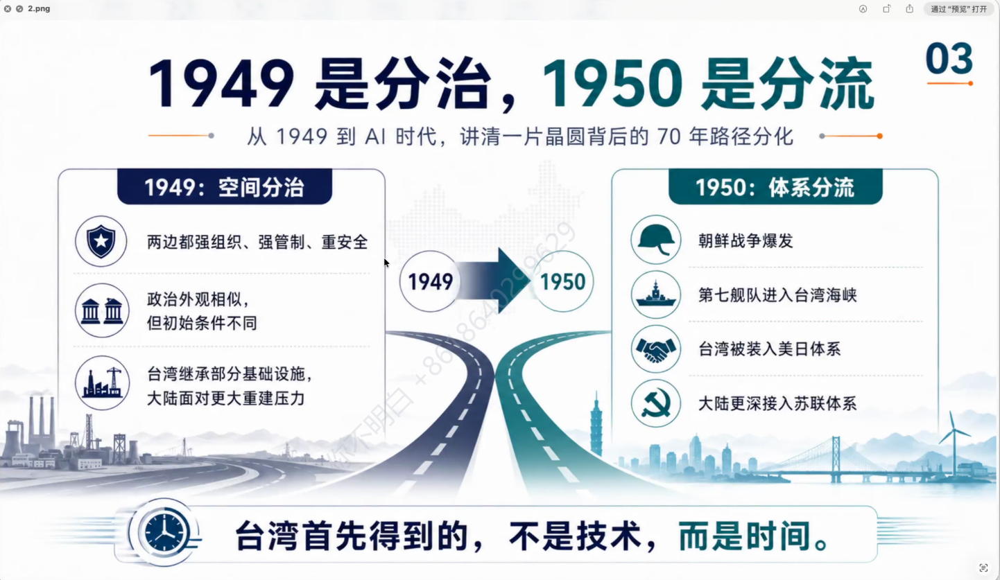 2.png
通过“预览”打开
03
1949 是分治，1950 是分流
从 1949 到 AI 时代，讲清一片晶圆背后的 70 年路径分化
1949：空间分治
两边都强组织、强管制、重安全
政治外观相似，
但初始条件不同
台湾继承部分基础设施，
大陆面对更大重建压力
1949
1950
1950：体系分流
朝鲜战争爆发
第七舰队进入台湾海峡
台湾被装入美日体系
大陆更深接入苏联体系
台湾首先得到的，不是技术，而是时间。